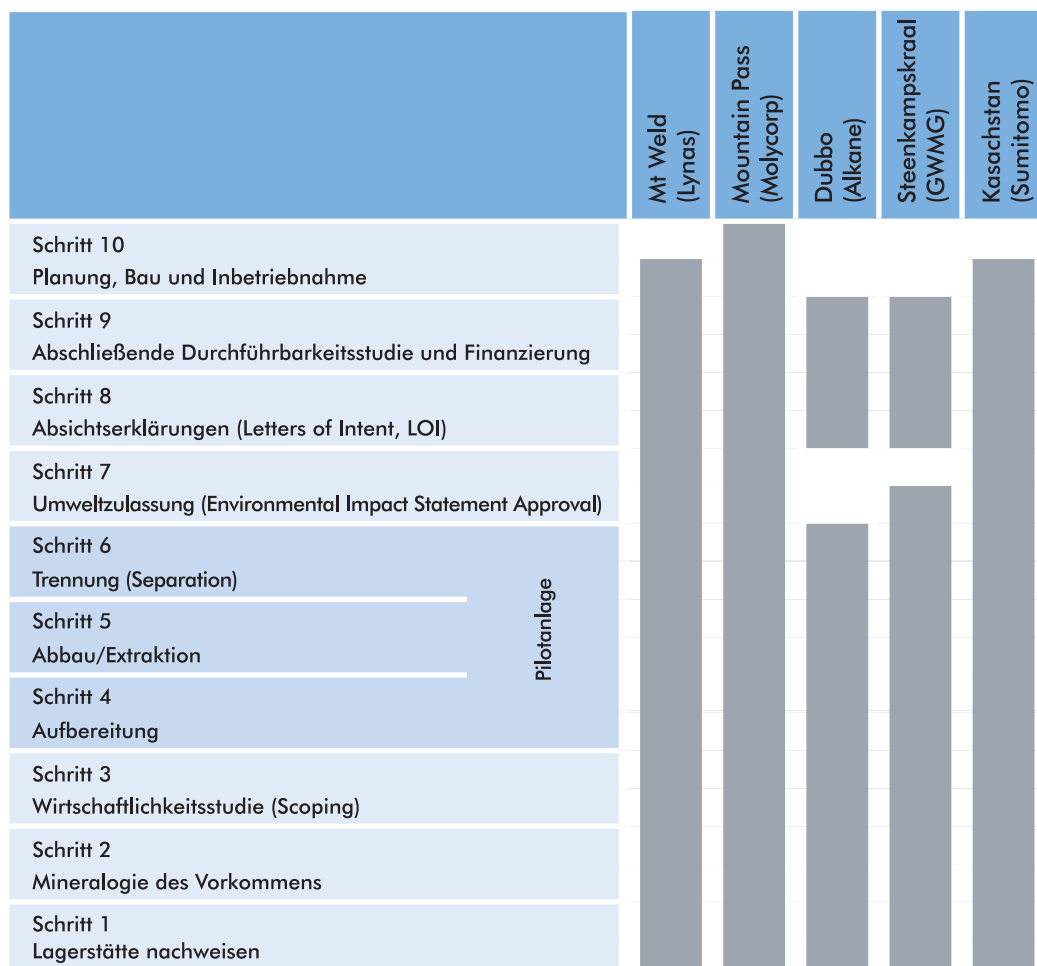 Mt Weld
(Lynas)
Mountain Pass
(Molycorp)
Dubbo
(Alkane)
Steenkampskraal
(GWMG)
Kasachstan
(Sumitomo)
Schritt 10
Planung, Bau und Inbetriebnahme
Schritt 9
Abschließende Durchführbarkeitsstudie und Finanzierung
Schritt 8
Absichtserklärungen (Letters of Intent, LOI)
Schritt 7
Umweltzulassung (Environmental Impact Statement Approval)
Schritt 6
Trennung (Separation)
Schritt 5
Abbau/Extraktion
Schritt 4
Aufbereitung
Pilotanlage
Schritt 3
Wirtschaftlichkeitsstudie (Scoping)
Schritt 2
Mineralogie des Vorkommens
Schritt 1
Lagerstätte nachweisen